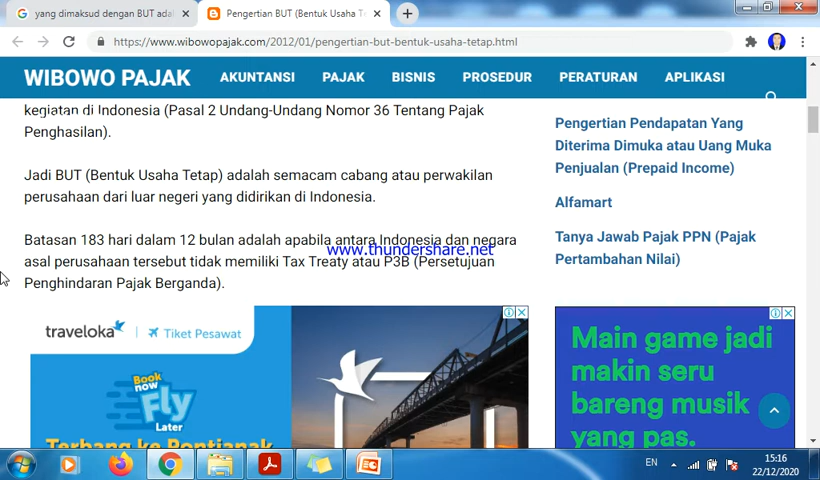 yang dimaksud dengan BUT adal
Pengertian BUT (Bentuk Usaha Te
https://www.wibowopajak.com/2012/01/pengertian-but-bentuk-usaha-tetap.html
WIBOWO PAJAK
AKUNTANSI PAJAK BISNIS PROSEDUR PERATURAN APLIKASI
kegiatan di Indonesia (Pasal 2 Undang-Undang Nomor 36 Tentang Pajak
Penghasilan).
Jadi BUT (Bentuk Usaha Tetap) adalah semacam cabang atau perwakilan
perusahaan dari luar negeri yang didirikan di Indonesia.
Batasan 183 hari dalam 12 bulan adalah apabila antara Indonesia dan negara
www.thundershare.net
asal perusahaan tersebut tidak memiliki Tax Treaty atau P3B (Persetujuan
Penghindaran Pajak Berganda).
Pengertian Pendapatan Yang
Diterima Dimuka atau Uang Muka
Penjualan (Prepaid Income)
Alfamart
Tanya Jawab Pajak PPN (Pajak
Pertambahan Nilai)
traveloka
Tiket Pesawat
Book
now
Fly
Later
Terbang ke Pontianak
Main game jadi
makin seru
bareng musik
yang pas.
EN
15:16
22/12/2020